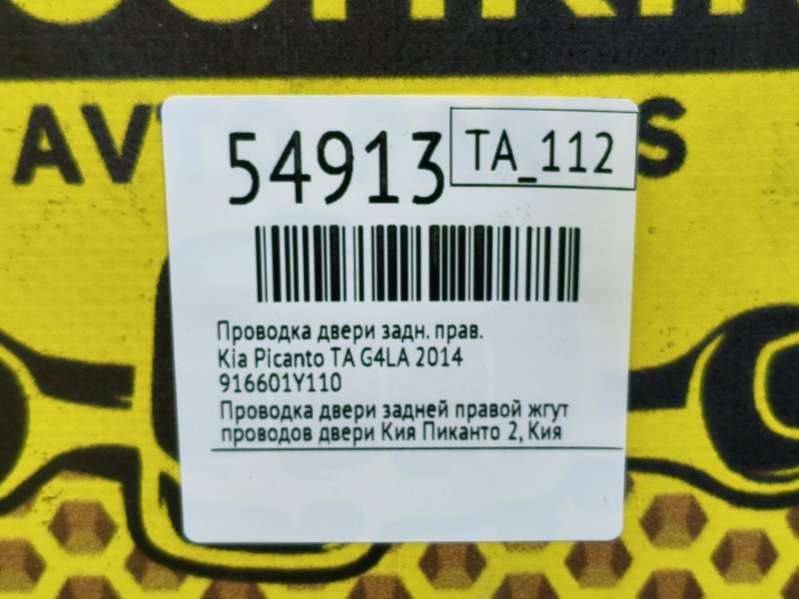 54913
TA_112
Проводка двери задн. прав.
Kia Picanto TA G4LA 2014
916601Y110
Проводка двери задней правой жгут
проводов двери Кия Пиканто 2, Кия